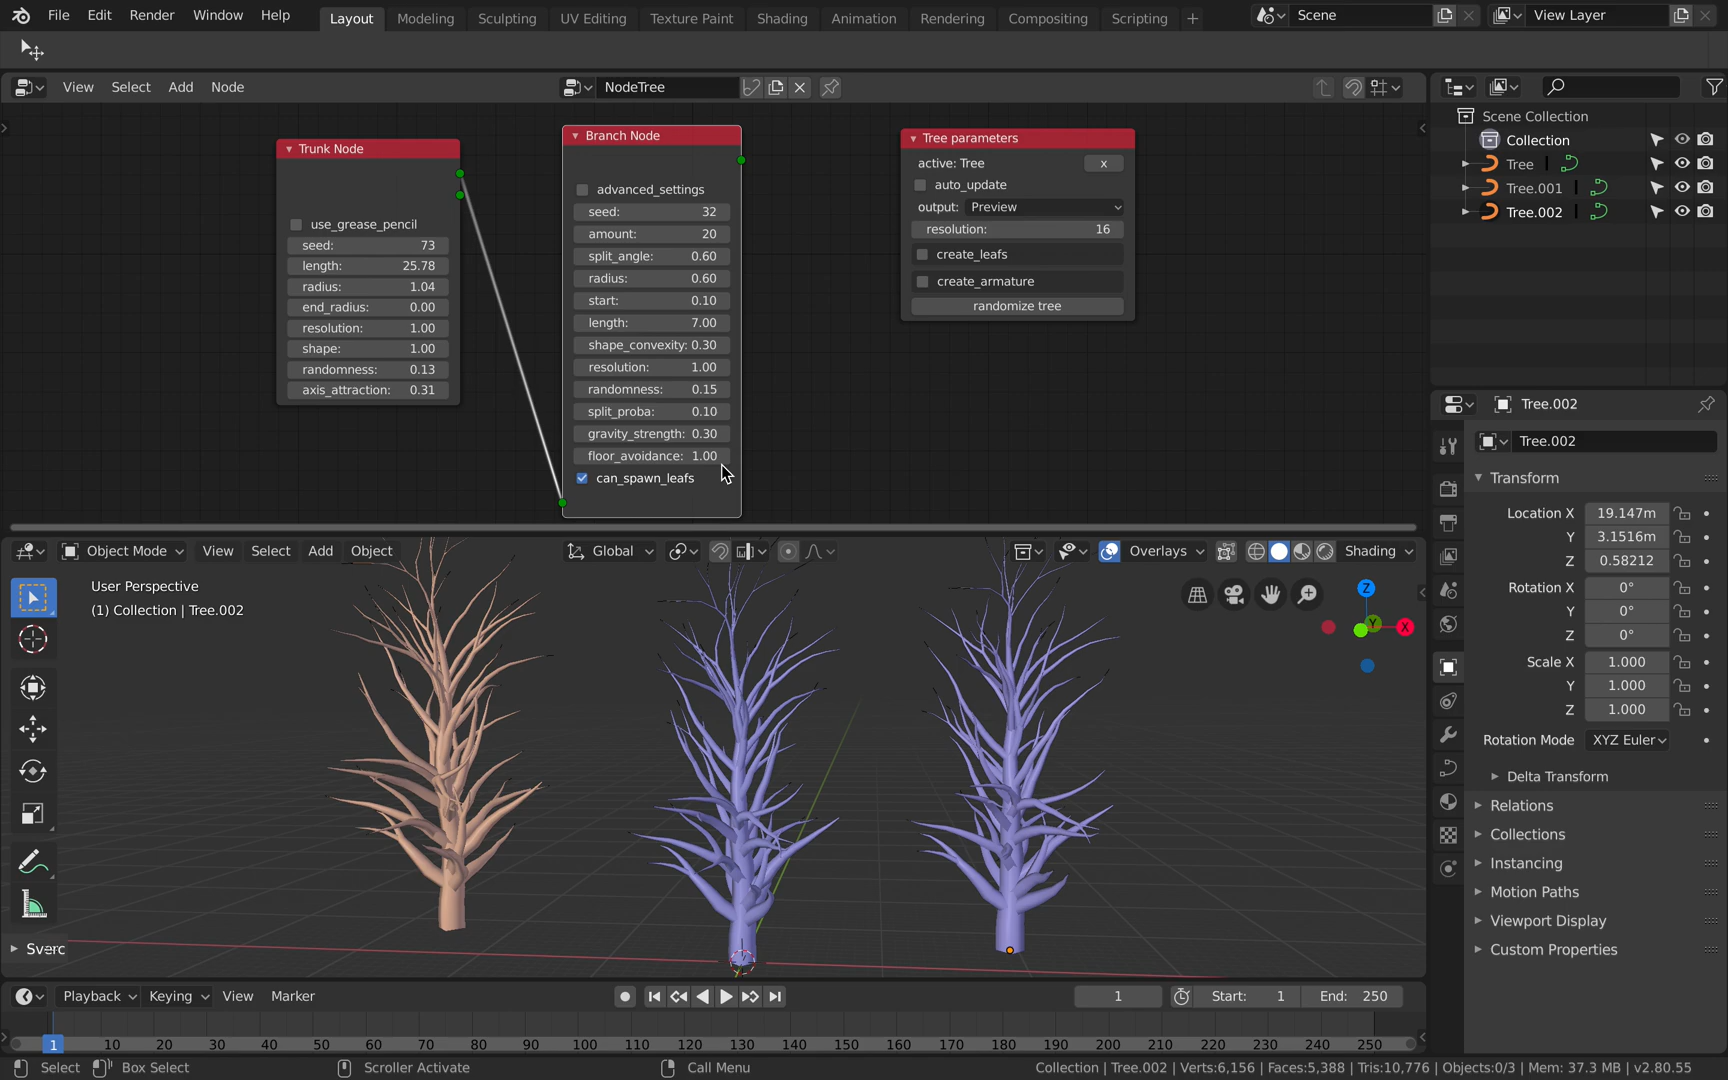 File Edit Render Window Help Layout Modeling Sculpting UV Editing Texture Paint Shading Animation Rendering Compositing Scripting Scene View Layer
View Select Add Node NodeTree
Trunk Node
use_grease_pencil
seed: 73
length: 25.78
radius: 1.04
end_radius: 0.00
resolution: 1.00
shape: 1.00
randomness: 0.13
axis_attraction: 0.31
Branch Node
advanced_settings
seed: 32
amount: 20
split_angle: 0.60
radius: 0.60
start: 0.10
length: 7.00
shape_convexity: 0.30
resolution: 1.00
randomness: 0.15
split_proba: 0.10
gravity_strength: 0.30
floor_avoidance: 1.00
can_spawn_leafs
Tree parameters
active: Tree x
auto_update
output: Preview
resolution: 16
create_leafs
create_armature
randomize tree
Scene Collection
Collection
Tree
Tree.001
Tree.002
Tree.002
Tree.002
Transform
Location X 19.147m
Y 3.1516m
Z 0.58212
Rotation X 0°
Y 0°
Z 0°
Scale X 1.000
Y 1.000
Z 1.000
Rotation Mode XYZ Euler
Delta Transform
Relations
Collections
Instancing
Motion Paths
Viewport Display
Custom Properties
Object Mode View Select Add Object Global Overlays Shading
User Perspective
(1) Collection | Tree.002
Z
Y
X
Sverc
Playback Keying View Marker 1 Start: 1 End: 250
1 10 20 30 40 50 60 70 80 90 100 110 120 130 140 150 160 170 180 190 200 210 220 230 240 250
Select Box Select Scroller Activate Call Menu Collection | Tree.002 | Verts:6,156 | Faces:5,388 | Tris:10,776 | Objects:0/3 | Mem: 37.3 MB | v2.80.55